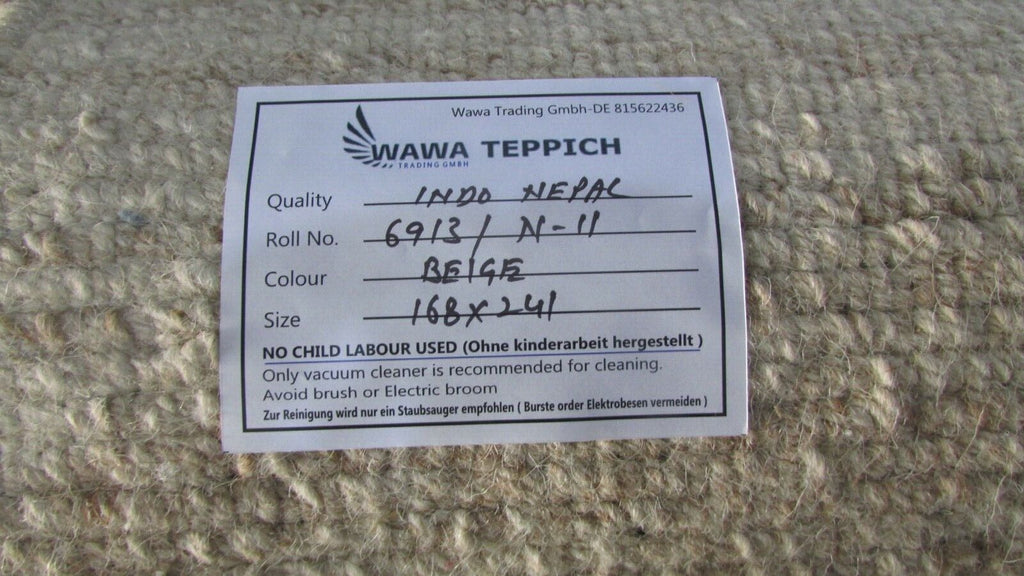 Wawa Trading Gmbh-DE 815622436
WAWA TEPPICH
TRADING GMBH
Quality INDO NEPAL
Roll No. 6913/ N-11
Colour BEIGE
Size 168x241
NO CHILD LABOUR USED (Ohne kinderarbeit hergestellt )
Only vacuum cleaner is recommended for cleaning.
Avoid brush or Electric broom
Zur Reinigung wird nur ein Staubsauger empfohlen ( Burste order Elektrobesen vermeiden )